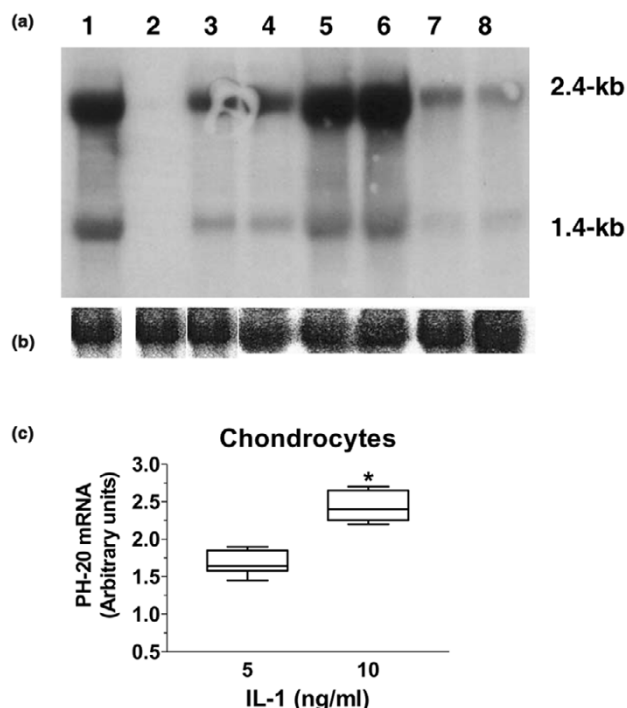 (a) 1 2 3 4 5 6 7 8
2.4-kb
1.4-kb
(b)
(c)
Chondrocytes
3.0
*
2.5
2.0
1.5
1.0
0.5
PH-20 mRNA
(Arbitrary units)
5 10
IL-1 (ng/ml)